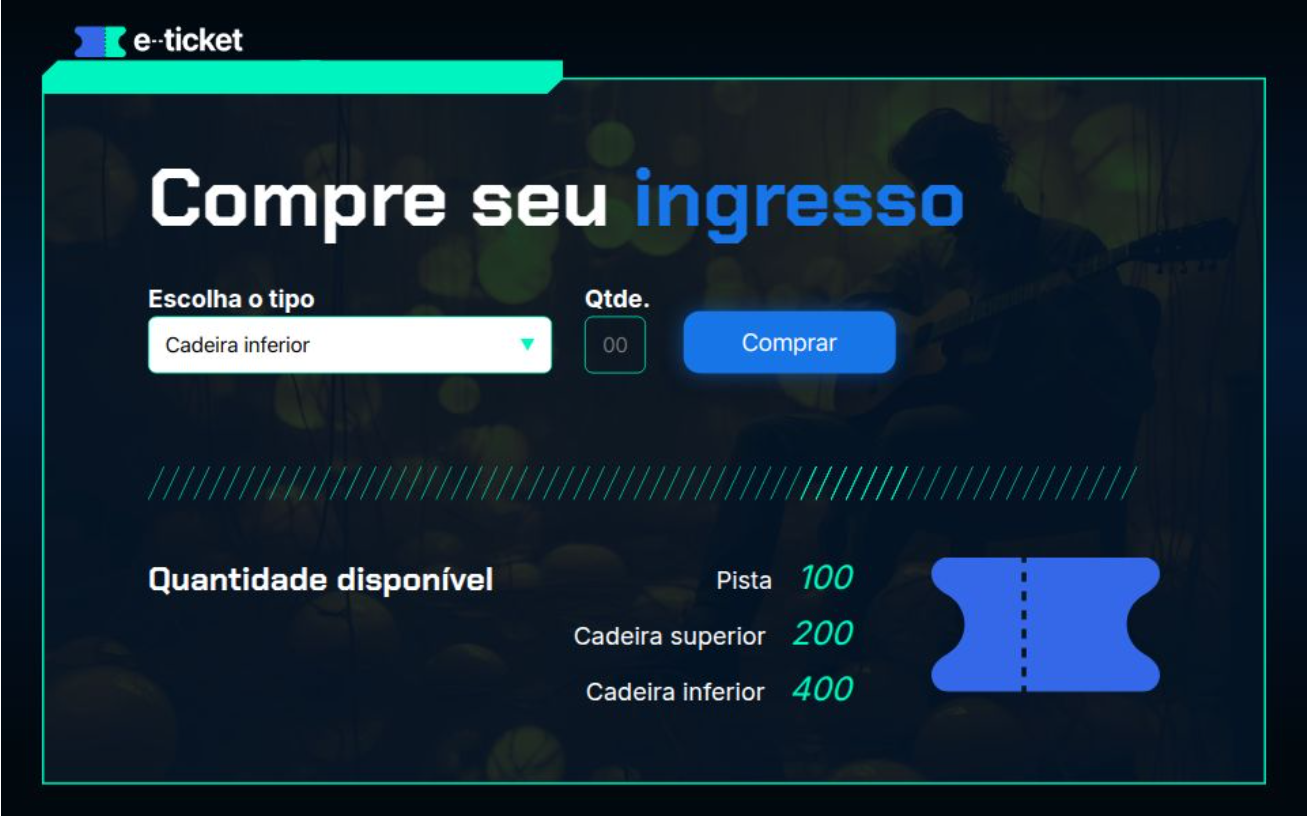 e--ticket
Compre seu ingresso
Escolha o tipo
Qtde.
Cadeira inferior
00
Comprar
Quantidade disponível
Pista 100
Cadeira superior 200
Cadeira inferior 400